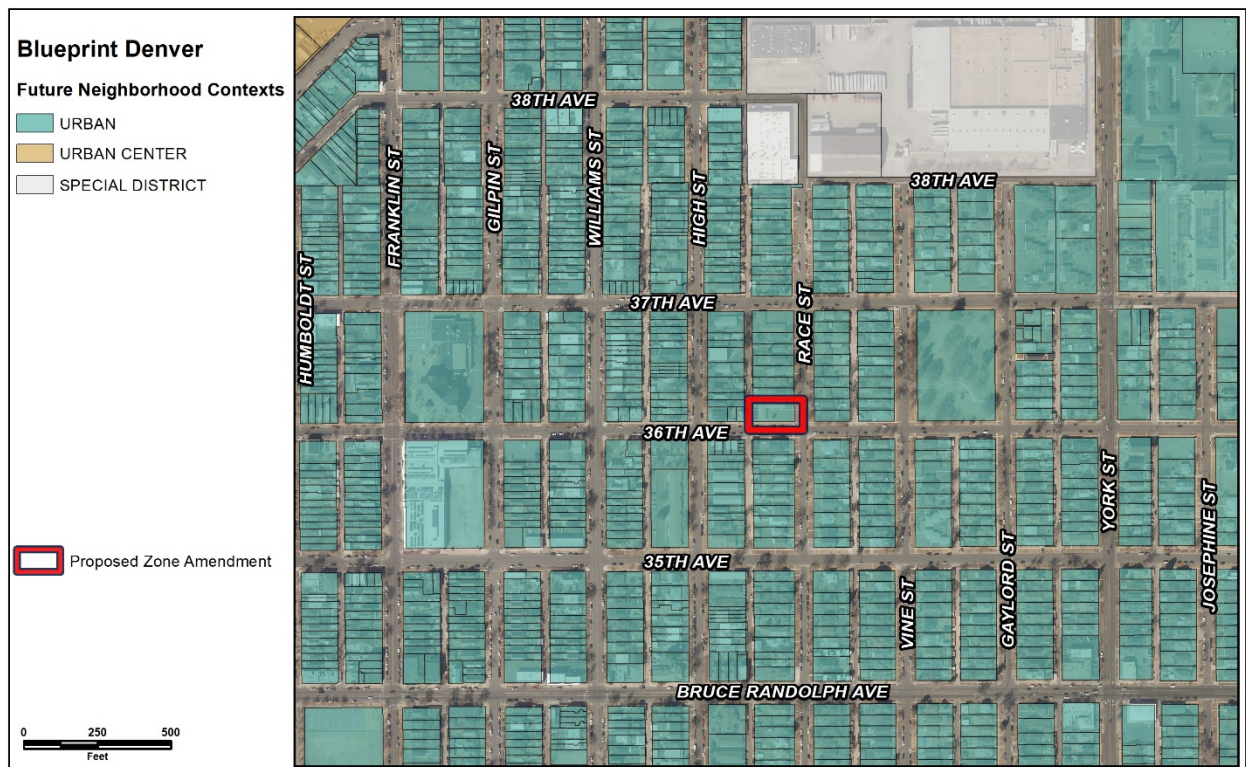 Blueprint Denver
Future Neighborhood Contexts
URBAN
URBAN CENTER
SPECIAL DISTRICT
Proposed Zone Amendment
0 250 500
Feet
38TH AVE
38TH AVE
FRANKLIN ST
GILPIN ST
WILLIAMS ST
HIGH ST
HUMBOLDT ST
37TH AVE
RACE ST
36TH AVE
YORK ST
35TH AVE
VINE ST
GAYLORD ST
JOSEPHINE ST
BRUCE RANDOLPH AVE